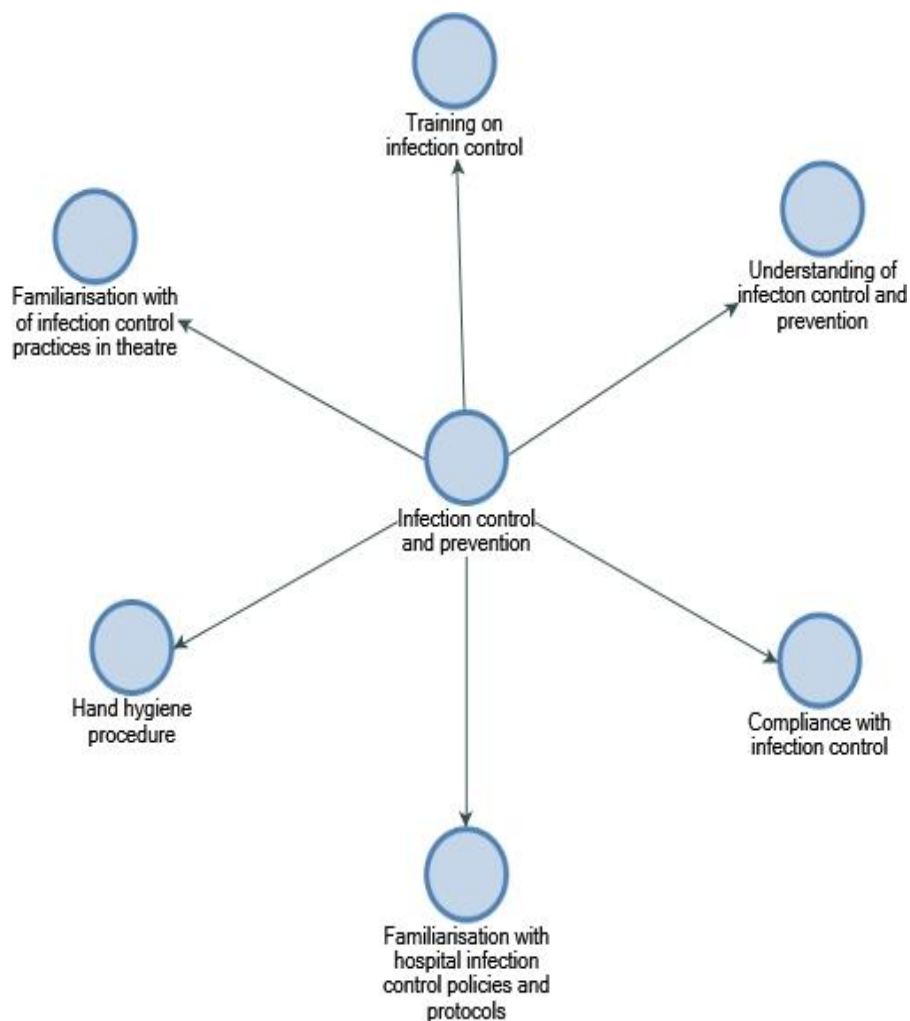 Training on
infection control
Understanding of
infecton control and
prevention
Familiarisation with
of infection control
practices in theatre
Infection control
and prevention
Hand hygiene
procedure
Compliance with
infection control
Familiarisation with
hospital infection
control policies and
protocols